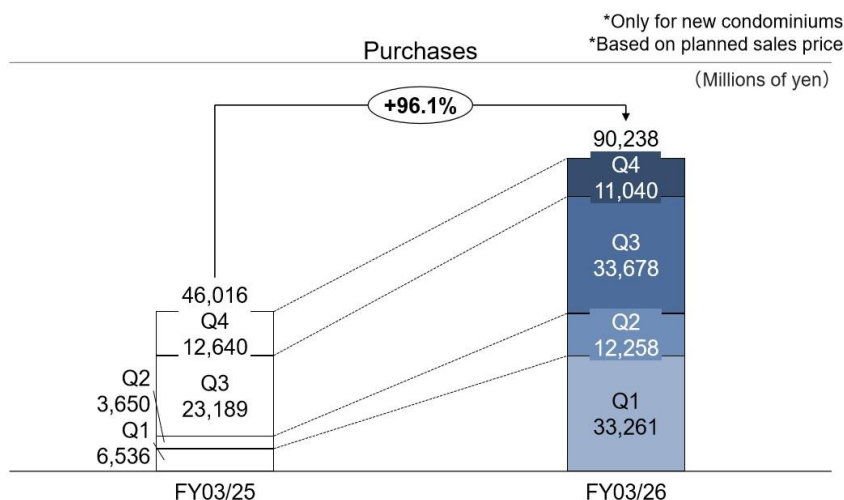 *Only for new condominiums
*Based on planned sales price
Purchases
(Millions of yen)
+96.1%
46,016
Q4
12,640
Q3
23,189
Q2
3,650
Q1
6,536
90,238
Q4
11,040
Q3
33,678
Q2
12,258
Q1
33,261
FY03/25
FY03/26